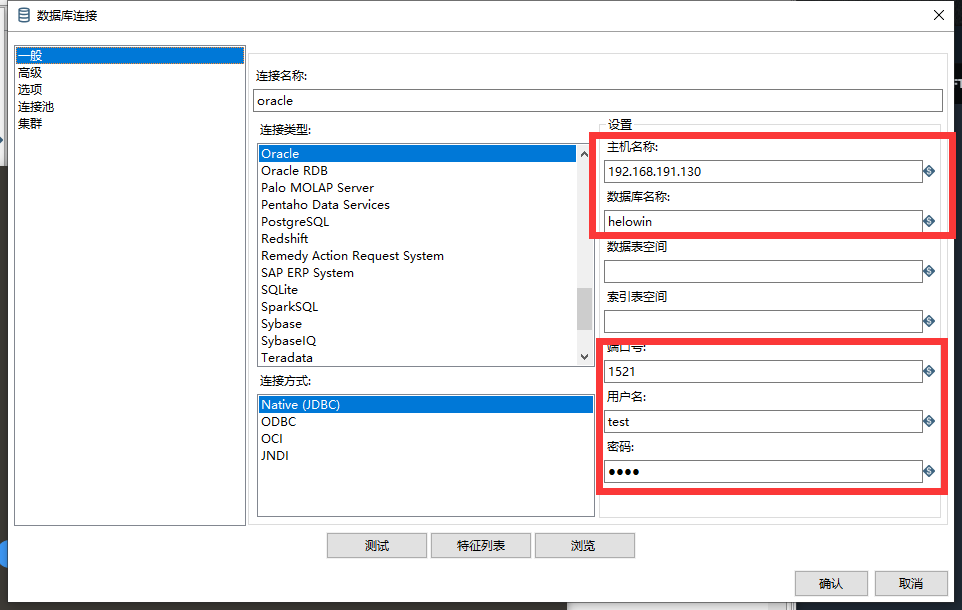 数据库连接
一般
高级
选项
连接池
集群
连接名称:
oracle
连接类型:
Oracle
Oracle RDB
Palo MOLAP Server
Pentaho Data Services
PostgreSQL
Redshift
Remedy Action Request System
SAP ERP System
SQLite
SparkSQL
Sybase
SybaseIQ
Teradata
连接方式:
Native (JDBC)
ODBC
OCI
JNDI
设置
主机名称:
192.168.191.130
数据库名称:
helowin
数据表空间
索引表空间
端口号:
1521
用户名:
test
密码:
●●●●
测试
特征列表
浏览
确认
取消